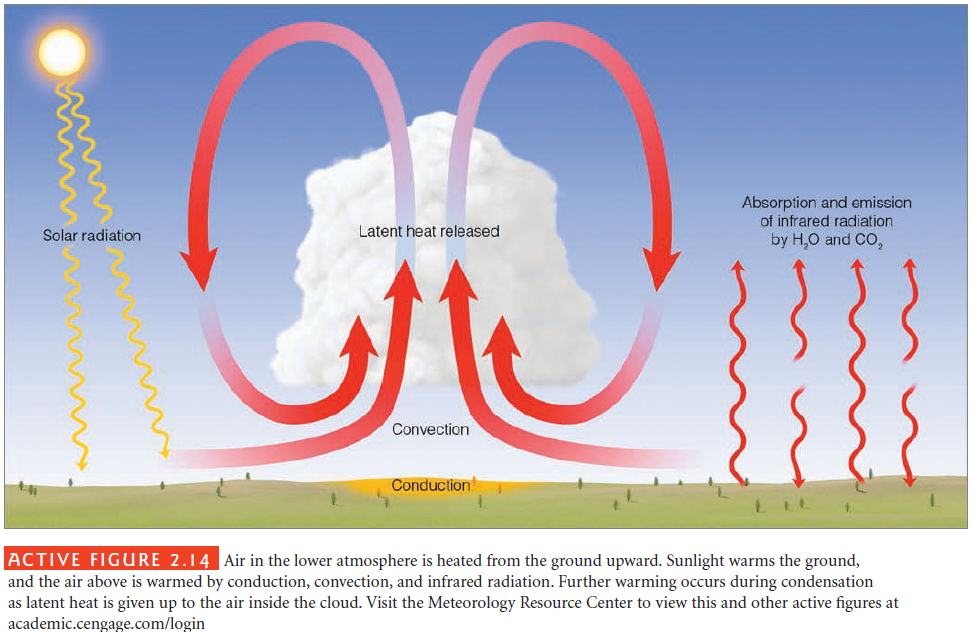 Solar radiation
Latent heat released
Absorption and emission
of infrared radiation
by H₂O and CO₂
Convection
Conduction
ACTIVE FIGURE 2.14 Air in the lower atmosphere is heated from the ground upward. Sunlight warms the ground,
and the air above is warmed by conduction, convection, and infrared radiation. Further warming occurs during condensation
as latent heat is given up to the air inside the cloud. Visit the Meteorology Resource Center to view this and other active figures at
academic.cengage.com/login